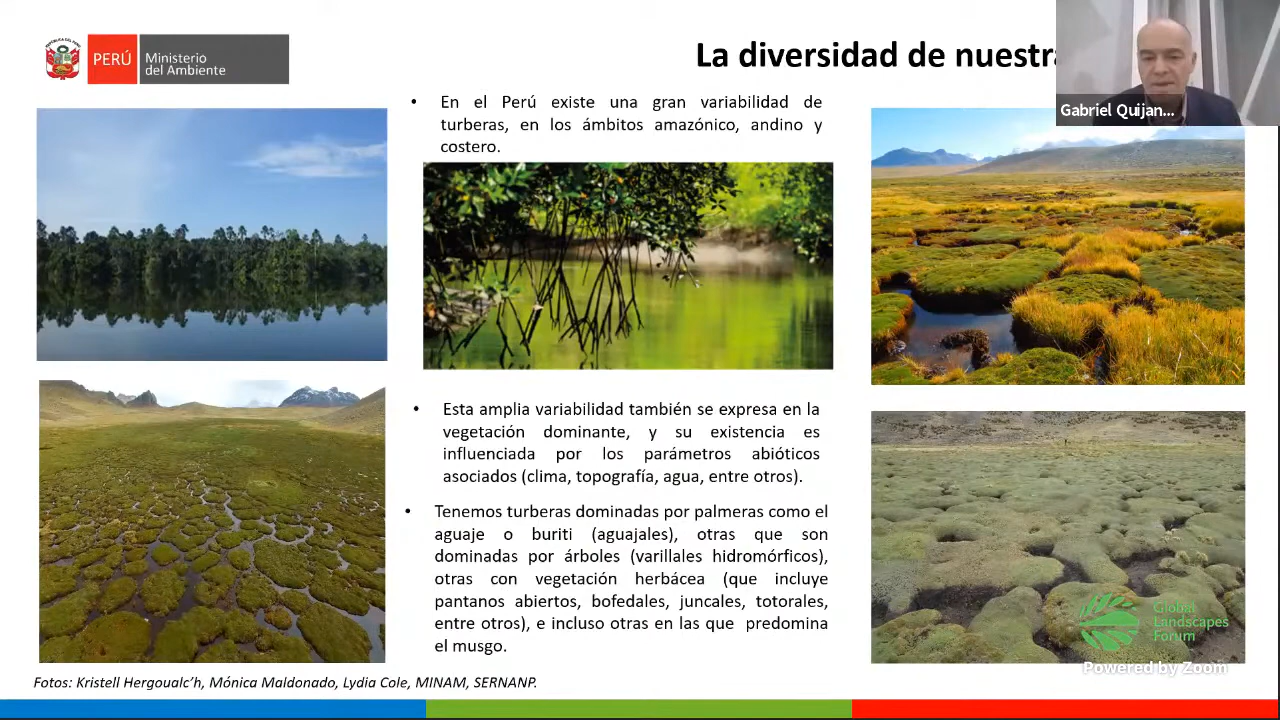 PERÚ
Ministerio
del Ambiente
La diversidad de nuestra
Gabriel Quijan...
• En el Perú existe una gran variabilidad de
turberas, en los ámbitos amazónico, andino y
costero.
• Esta amplia variabilidad también se expresa en la
vegetación dominante, y su existencia es
influenciada por los parámetros abióticos
asociados (clima, topografía, agua, entre otros).
• Tenemos turberas dominadas por palmeras como el
aguaje o buriti (aguajales), otras que son
dominadas por árboles (varillales hidromórficos),
otras con vegetación herbácea (que incluye
pantanos abiertos, bofedales, juncales, totorales,
entre otros), e incluso otras en las que predomina
el musgo.
Global
Landscapes
Forum
Powered by Zoom
Fotos: Kristell Hergoualc’h, Mónica Maldonado, Lydia Cole, MINAM, SERNANP.